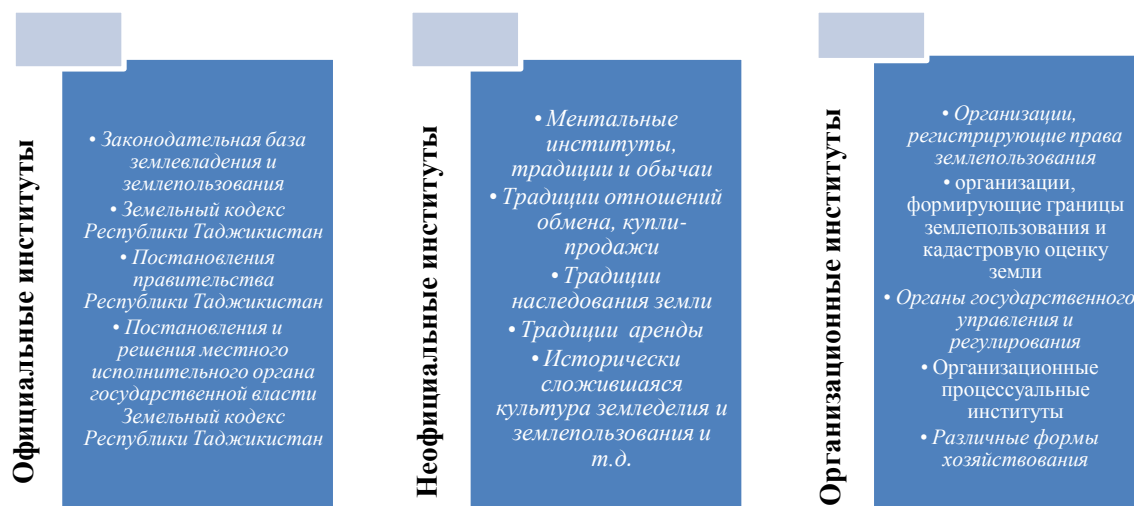 Официальные институты
• Законодательная база
землевладения и
землепользования
• Земельный кодекс
Республики Таджикистан
• Постановления
правительства
Республики Таджикистан
• Постановления и
решения местного
исполнительного органа
государственной власти
Земельный кодекс
Республики Таджикистан
Неофициальные институты
• Ментальные
институты,
традиции и обычаи
• Традиции отношений
обмена, купли-
продажи
• Традиции
наследования земли
• Традиции аренды
• Исторически
сложившаяся
культура земледелия и
землепользования и
т.д.
Организационные институты
• Организации,
регистрирующие права
землепользования
• организации,
формирующие границы
землепользования и
кадастровую оценку
земли
• Органы государственного
управления и
регулирования
• Организационные
процессуальные
институты
• Различные формы
хозяйствования